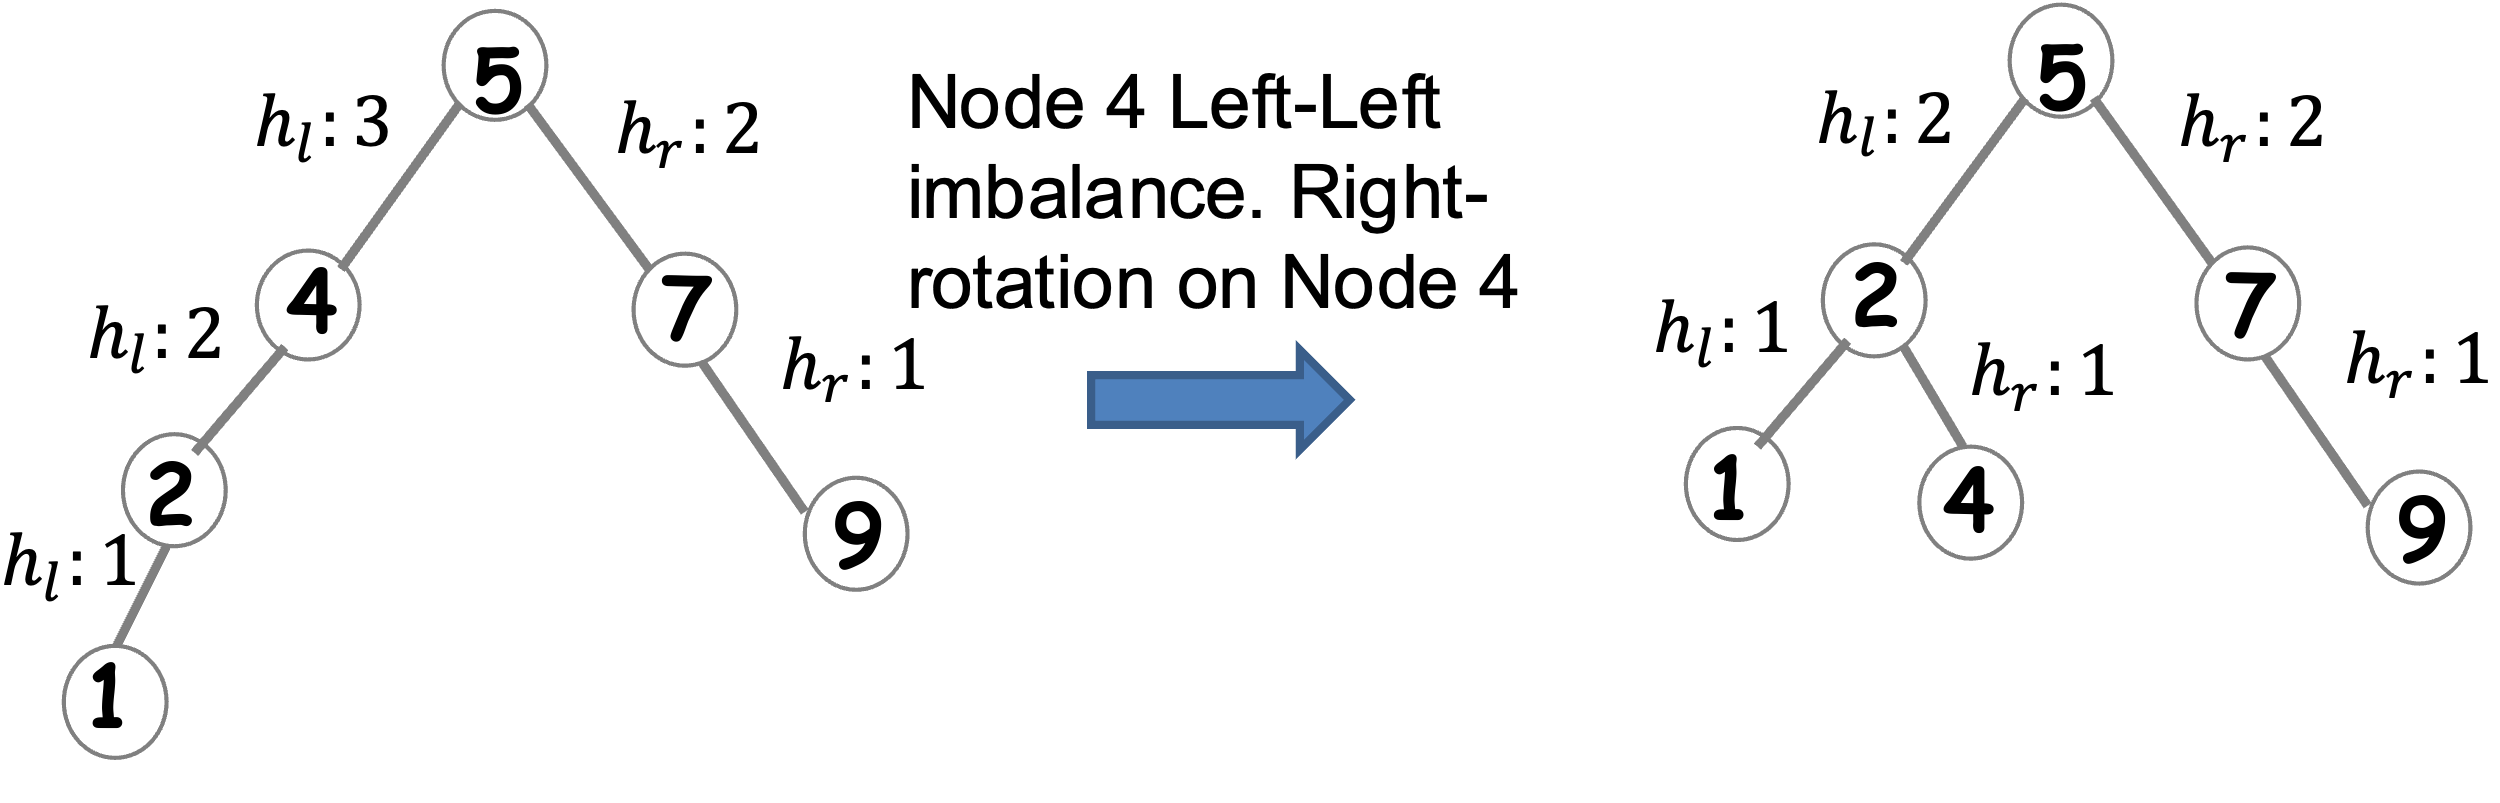 5
h_l: 3
h_r: 2
4
7
h_l: 2
h_r: 1
2
9
h_l: 1
1
Node 4 Left-Left
imbalance. Right-
rotation on Node 4
5
h_l: 2
h_r: 2
2
7
h_l: 1
h_r: 1
h_r: 1
1
4
9